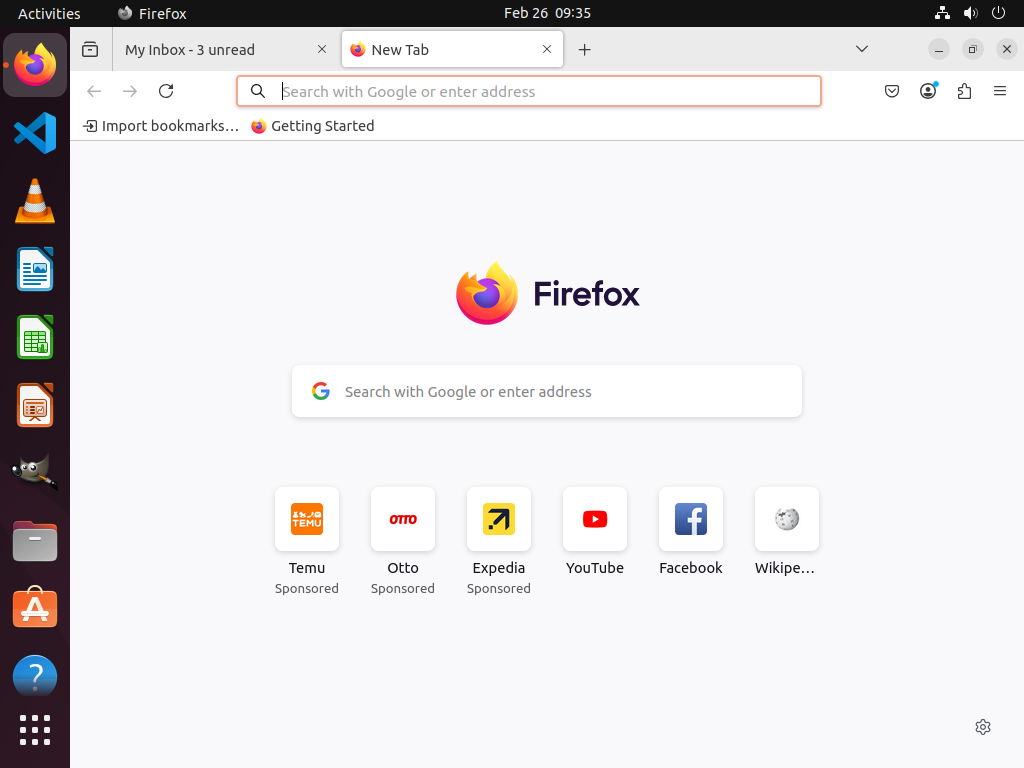 Activities
Firefox
Feb 26 09:35
My Inbox - 3 unread
New Tab
Search with Google or enter address
Import bookmarks…
Getting Started
Firefox
Search with Google or enter address
TEMU
OTTO
Temu
Otto
Expedia
YouTube
Facebook
Wikipe…
Sponsored
Sponsored
Sponsored